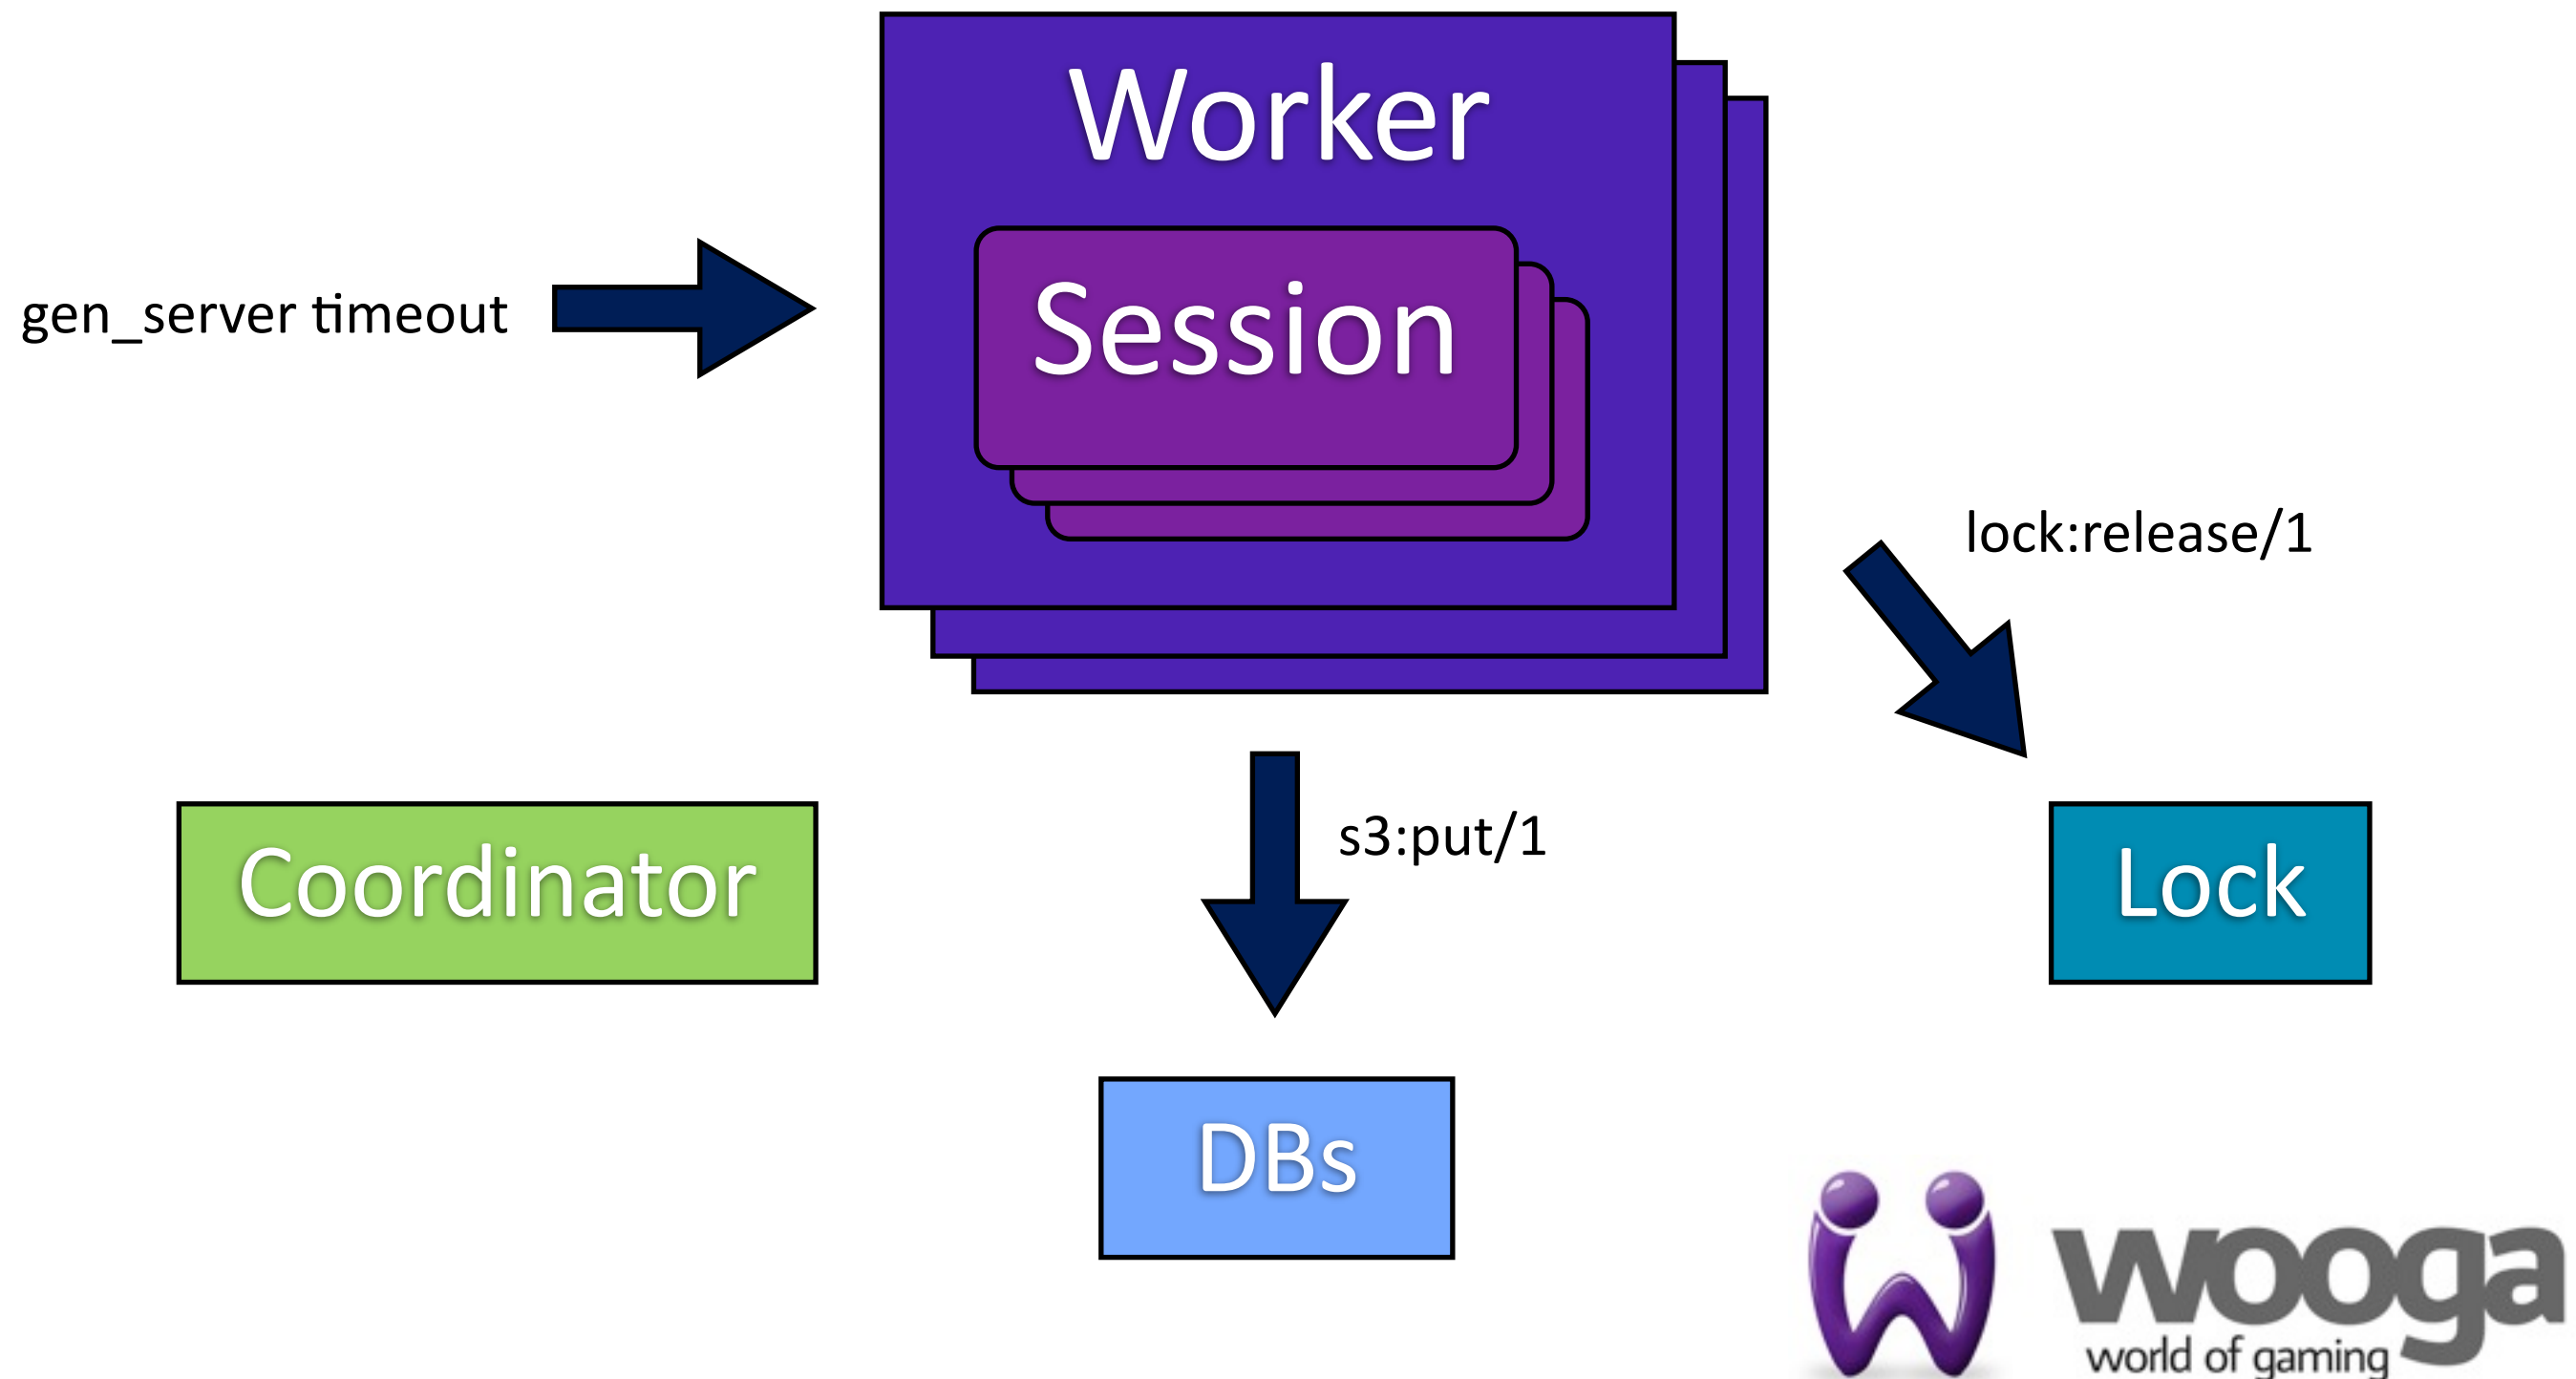 Worker
Session
gen_server timeout
lock:release/1
s3:put/1
Coordinator
Lock
DBs
wooga
world of gaming